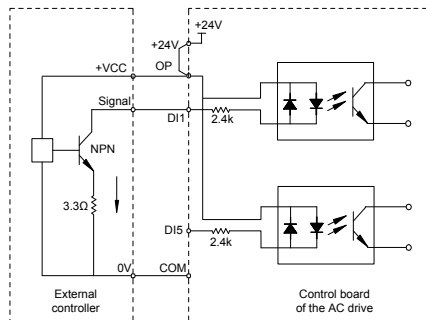 +24V
+24V
+VCC
OP
Signal
DI1
2.4k
NPN
3.3Ω
DI5
2.4k
0V
COM
External
controller
Control board
of the AC drive